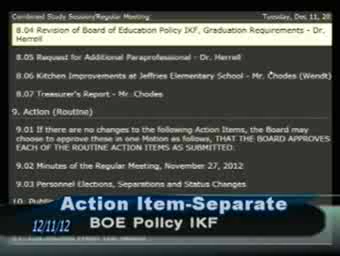 Combined Study Session/Regular Meeting Tuesday, Dec 11, 20
8.04 Revision of Board of Education Policy IKF, Graduation Requirements - Dr.
Herrell
8.05 Request for Additional Paraprofessional - Dr. Herrell
8.06 Kitchen Improvements at Jeffries Elementary School - Mr. Chodes (Wendt)
8.07 Treasurer's Report - Mr. Chodes
9. Action (Routine)
9.01 If there are no changes to the following Action Items, the Board may
choose to approve these in one Motion as follows, THAT THE BOARD APPROVES
EACH OF THE ROUTINE ACTION ITEMS AS SUBMITTED.
9.02 Minutes of the Regular Meeting, November 27, 2012
9.03 Personnel Elections, Separations and Status Changes
10.
Action Item-Separate
12/11/12
BOE Policy IKF